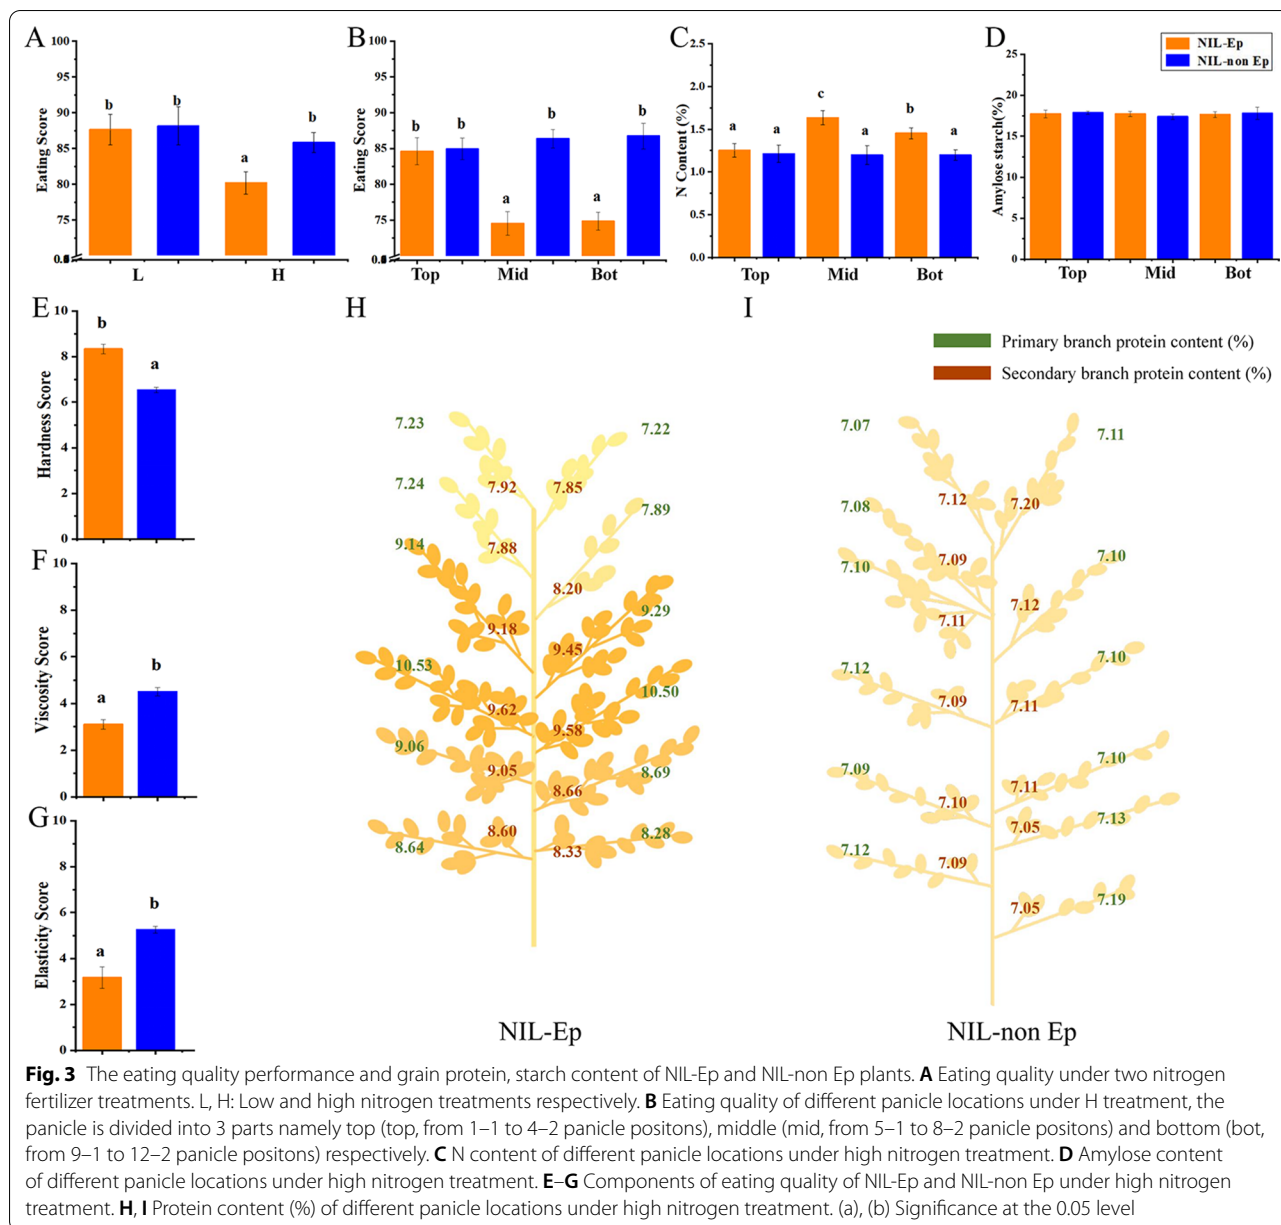 A
100
95
90
85
80
75
Eating Score
b
b
a
b
L
H
B
100
95
90
85
80
75
Eating Score
b
b
a
b
a
b
Top
Mid
Bot
C
2.5
2.0
1.5
1.0
0.5
0.0
N Content (%)
a
a
c
a
b
a
Top
Mid
Bot
D
25
20
15
10
5
0
Amylose starch(%)
NIL-Ep
NIL-non Ep
Top
Mid
Bot
E
10
8
6
4
2
0
Hardness Score
b
a
F
10
8
6
4
2
0
Viscosity Score
a
b
G
10
8
6
4
2
0
Elasticity Score
a
b
H
7.23
7.22
7.24
7.92
7.85
7.89
9.14
7.88
8.20
9.29
9.18
9.45
10.53
10.50
9.62
9.58
9.06
9.05
8.69
8.66
8.60
8.64
8.28
8.33
NIL-Ep
I
Primary branch protein content (%)
Secondary branch protein content (%)
7.07
7.11
7.12
7.20
7.08
7.09
7.10
7.10
7.11
7.12
7.12
7.10
7.09
7.11
7.09
7.10
7.10
7.11
7.05
7.13
7.12
7.09
7.05
7.19
NIL-non Ep
Fig. 3 The eating quality performance and grain protein, starch content of NIL-Ep and NIL-non Ep plants. A Eating quality under two nitrogen
fertilizer treatments. L, H: Low and high nitrogen treatments respectively. B Eating quality of different panicle locations under H treatment, the
panicle is divided into 3 parts namely top (top, from 1–1 to 4–2 panicle positons), middle (mid, from 5–1 to 8–2 panicle positons) and bottom (bot,
from 9–1 to 12–2 panicle positons) respectively. C N content of different panicle locations under high nitrogen treatment. D Amylose content
of different panicle locations under high nitrogen treatment. E–G Components of eating quality of NIL-Ep and NIL-non Ep under high nitrogen
treatment. H, I Protein content (%) of different panicle locations under high nitrogen treatment. (a), (b) Significance at the 0.05 level